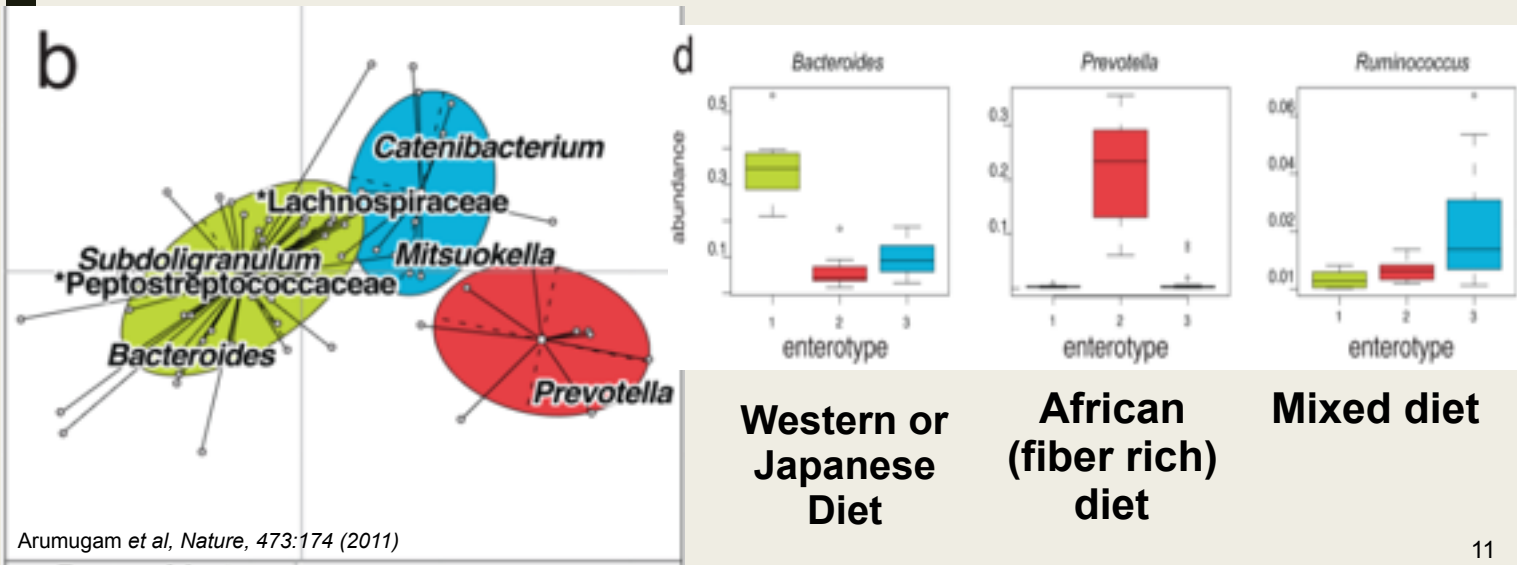 b
Catenibacterium
*Lachnospiraceae
Subdoligranulum
Mitsuokella
*Peptostreptococcaceae
Bacteroides
Prevotella
Arumugam et al, Nature, 473:174 (2011)
d
Bacteroides
Prevotella
Ruminococcus
abundance
0.5
0.3
0.1
0.3
0.2
0.1
0.06
0.04
0.02
0.01
1 2 3
1 2 3
1 2 3
enterotype
enterotype
enterotype
Western or
Japanese
Diet
African
(fiber rich)
diet
Mixed diet
11